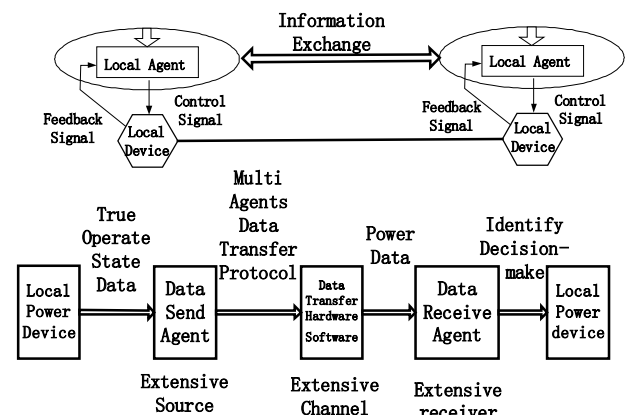 Information
Exchange
Local Agent
Local Agent
Feedback
Signal
Control
Signal
Local
Device
Feedback
Signal
Control
Signal
Local
Device
True
Operate
State
Data
Multi
Agents
Data
Transfer
Protocol
Power
Data
Identify
Decision-
make
Local
Power
Device
Data
Send
Agent
Data
Transfer
Hardware
Software
Data
Receive
Agent
Local
Power
device
Extensive
Source
Extensive
Channel
Extensive
receiver